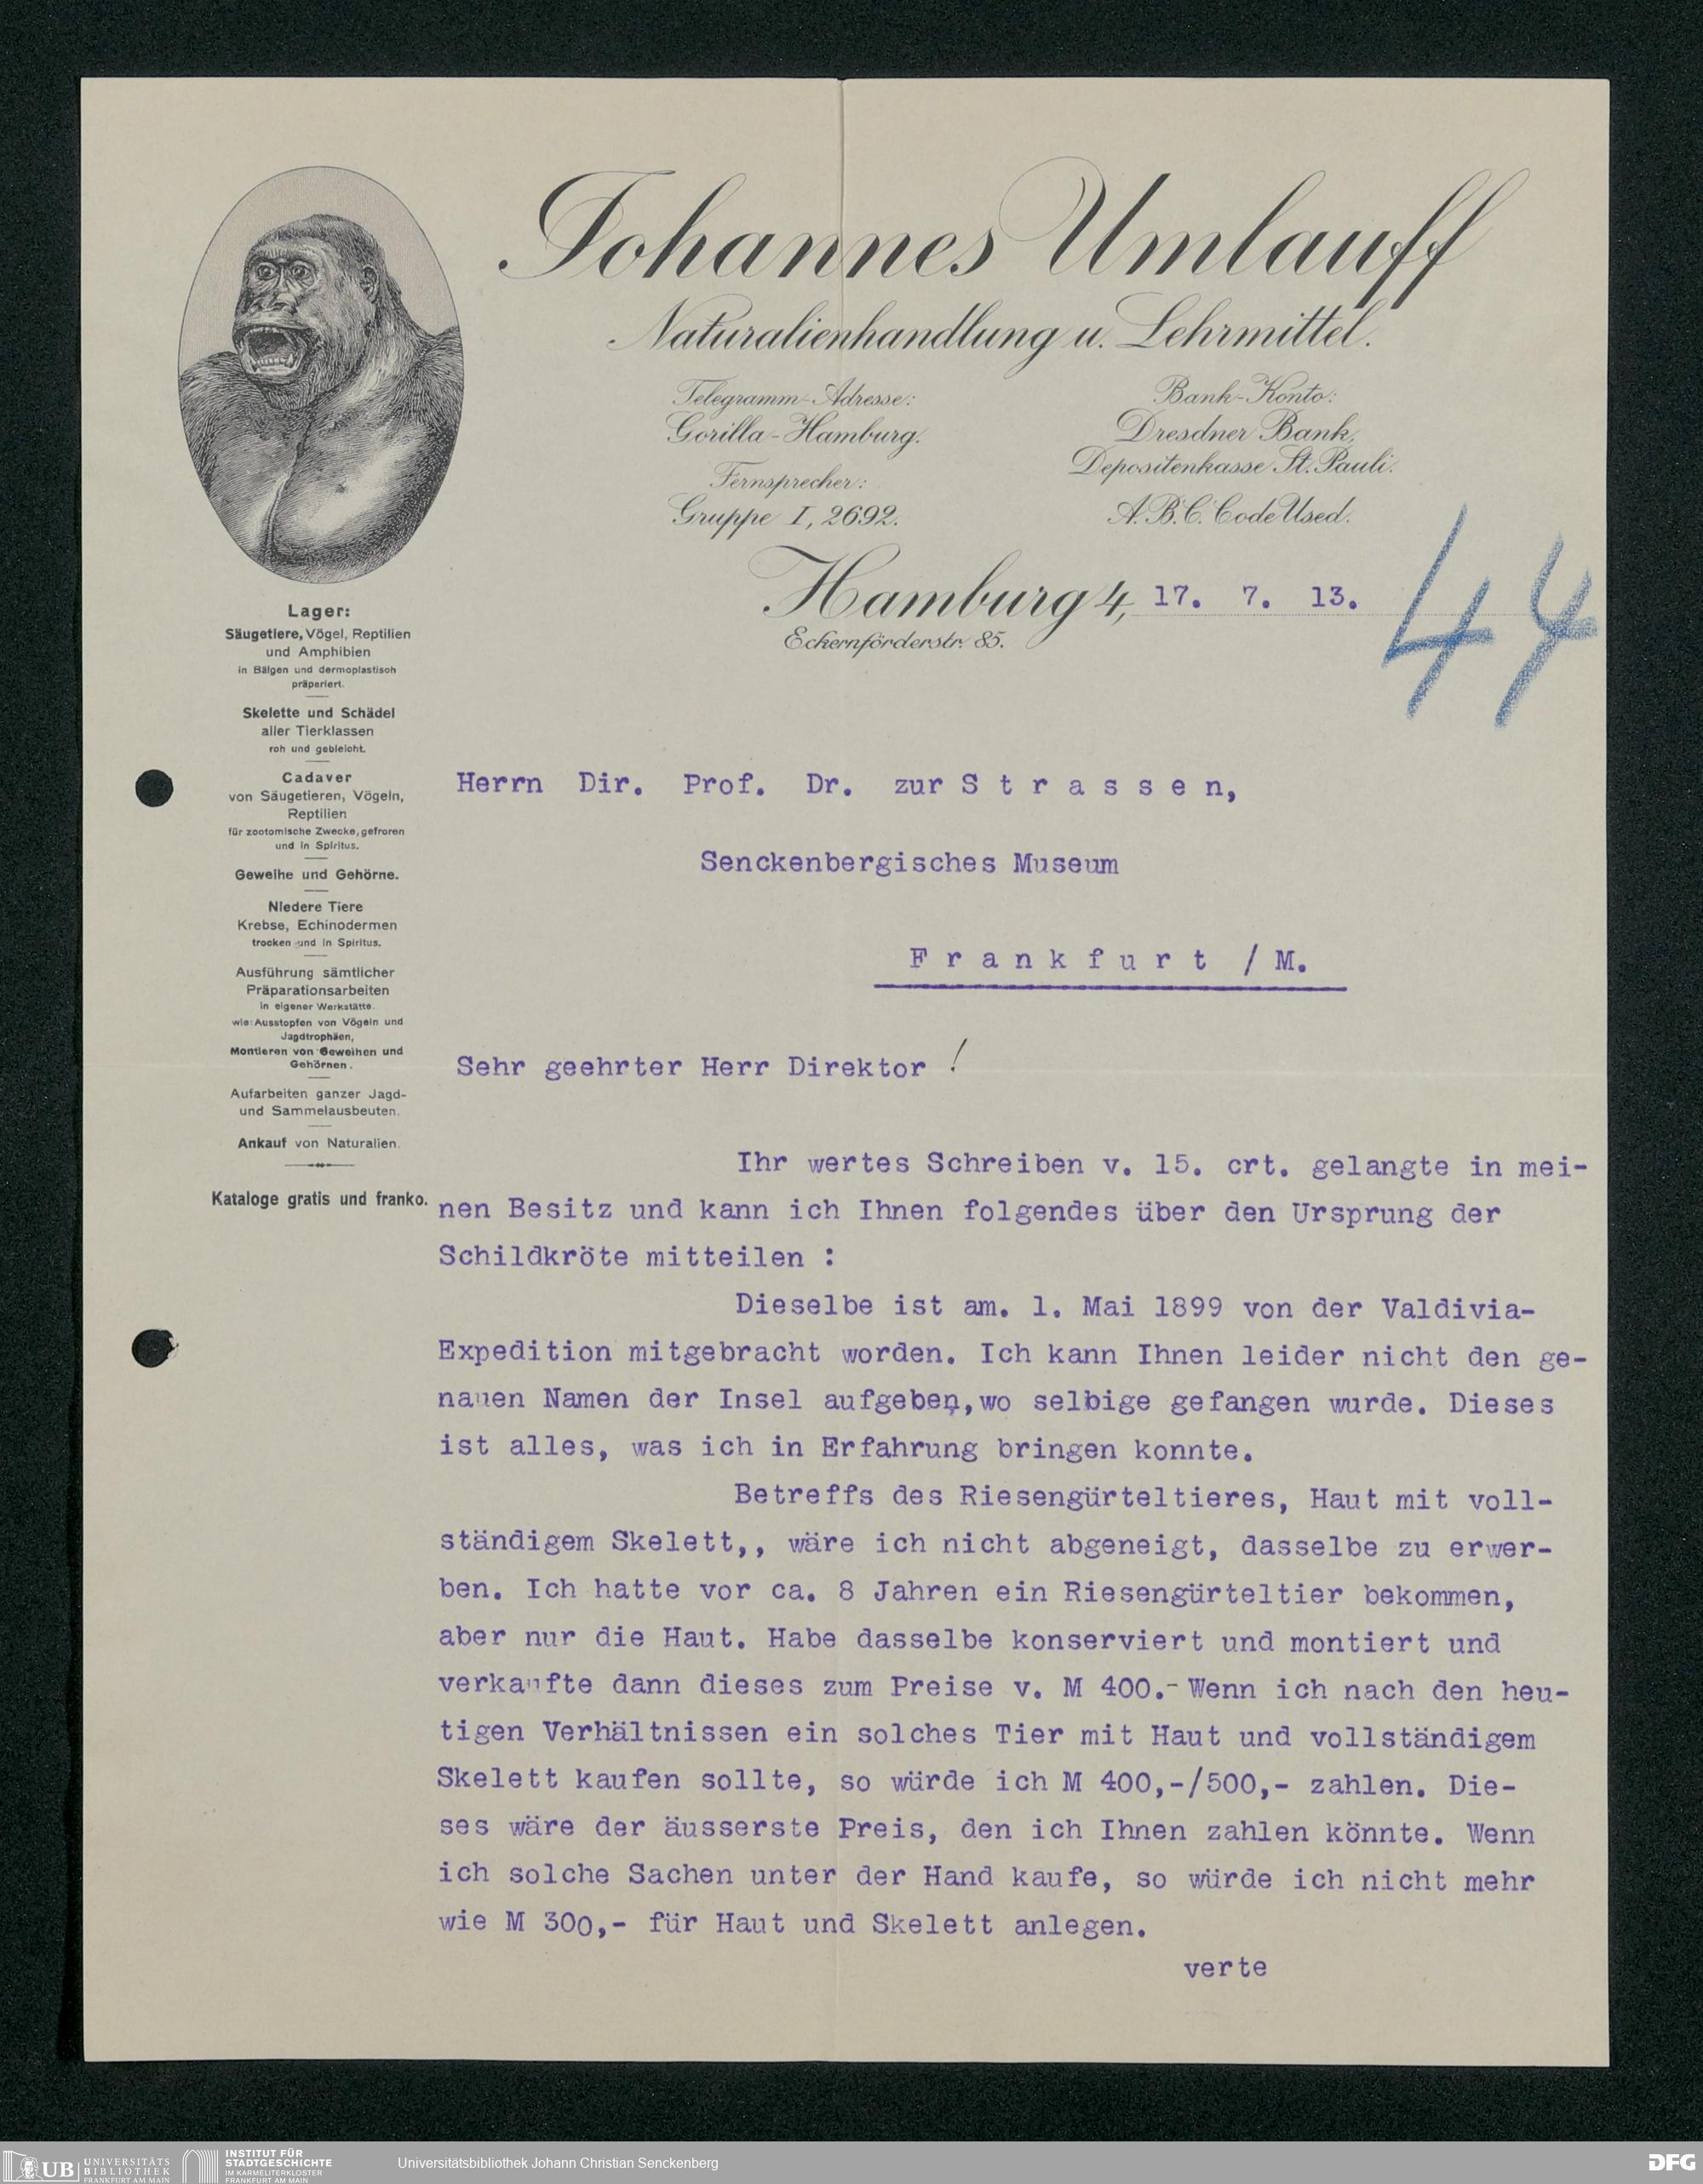 Johannes Umlauff
Naturalienhandlung u. Lehrmittel.
Telegramm-Adresse:
Gorilla-Hamburg.
Fernsprecher:
Gruppe I, 2692.
Bank-Konto:
Dresdner Bank,
Depositenkasse St. Pauli.
A.B.C. Code Used.
Hamburg 4, 17. 7. 13.
Eckernförderstr. 85.
44
Lager:
Säugetiere, Vögel, Reptilien
und Amphibien
in Bälgen und dermoplastisch
präpariert.
Skelette und Schädel
aller Tierklassen
roh und gebleicht.
Cadaver
von Säugetieren, Vögeln,
Reptilien
für zootomische Zwecke, gefroren
und in Spiritus.
Geweihe und Gehörne.
Niedere Tiere
Krebse, Echinodermen
trocken und in Spiritus.
Ausführung sämtlicher
Präparationsarbeiten
in eigener Werkstätte.
wie: Ausstopfen von Vögeln und
Jagdtrophäen,
Montieren von Geweihen und
Gehörnen.
Aufarbeiten ganzer Jagd-
und Sammelausbeuten.
Ankauf von Naturalien.
Kataloge gratis und franko.
Herrn Dir. Prof. Dr. zur S t r a s s e n,
Senckenbergisches Museum
F r a n k f u r t / M.
Sehr geehrter Herr Direktor !
Ihr wertes Schreiben v. 15. crt. gelangte in mei-
nen Besitz und kann ich Ihnen folgendes über den Ursprung der
Schildkröte mitteilen :
Dieselbe ist am. 1. Mai 1899 von der Valdivia-
Expedition mitgebracht worden. Ich kann Ihnen leider nicht den ge-
nauen Namen der Insel aufgeben,wo selbige gefangen wurde. Dieses
ist alles, was ich in Erfahrung bringen konnte.
Betreffs des Riesengürteltieres, Haut mit voll-
ständigem Skelett,, wäre ich nicht abgeneigt, dasselbe zu erwer-
ben. Ich hatte vor ca. 8 Jahren ein Riesengürteltier bekommen,
aber nur die Haut. Habe dasselbe konserviert und montiert und
verkaufte dann dieses zum Preise v. M 400.- Wenn ich nach den heu-
tigen Verhältnissen ein solches Tier mit Haut und vollständigem
Skelett kaufen sollte, so würde ich M 400,-/500,- zahlen. Die-
ses wäre der äusserste Preis, den ich Ihnen zahlen könnte. Wenn
ich solche Sachen unter der Hand kaufe, so würde ich nicht mehr
wie M 300,- für Haut und Skelett anlegen.
verte
UB UNIVERSITÄTS
BIBLIOTHEK
FRANKFURT AM MAIN
INSTITUT FÜR
STADTGESCHICHTE
IM KARMELITERKLOSTER
FRANKFURT AM MAIN
Universitätsbibliothek Johann Christian Senckenberg
DFG